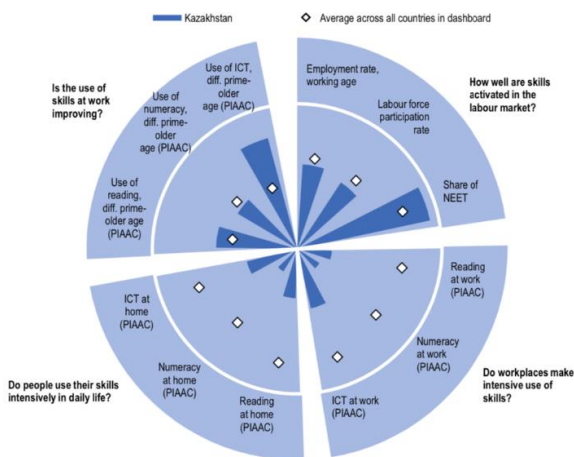 Kazakhstan
Average across all countries in dashboard
Is the use of
skills at work
improving?
Use of ICT,
diff. prime-
older
age (PIAAC)
Use of
numeracy,
diff. prime-
older
age (PIAAC)
Use of
reading,
diff. prime-
older age
(PIAAC)
Employment rate,
working age
Labour force
participation
rate
Share of
NEET
How well are skills
activated in the
labour market?
Reading
at work
(PIAAC)
Numeracy
at work
(PIAAC)
ICT at work
(PIAAC)
Do workplaces make
intensive use of
skills?
ICT at
home
(PIAAC)
Numeracy
at home
(PIAAC)
Reading
at home
(PIAAC)
Do people use their skills
intensively in daily life?